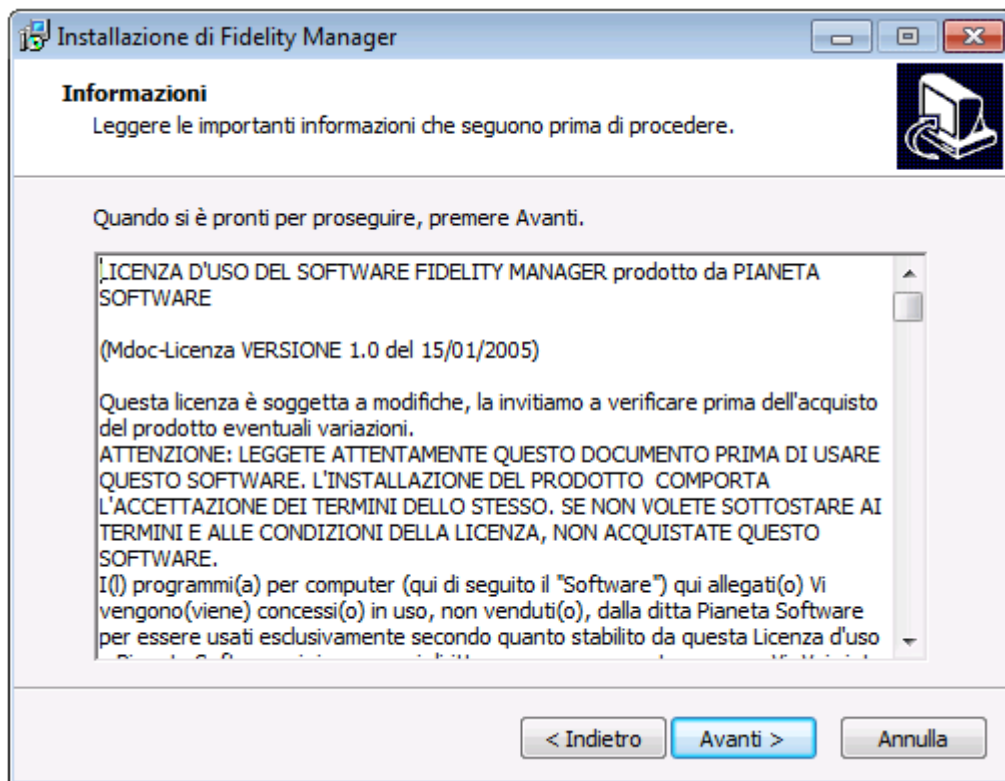 Installazione di Fidelity Manager
Informazioni
Leggere le importanti informazioni che seguono prima di procedere.
Quando si è pronti per proseguire, premere Avanti.
LICENZA D'USO DEL SOFTWARE FIDELITY MANAGER prodotto da PIANETA
SOFTWARE
(Mdoc-Licenza VERSIONE 1.0 del 15/01/2005)
Questa licenza è soggetta a modifiche, la invitiamo a verificare prima dell'acquisto
del prodotto eventuali variazioni.
ATTENZIONE: LEGGETE ATTENTAMENTE QUESTO DOCUMENTO PRIMA DI USARE
QUESTO SOFTWARE. L'INSTALLAZIONE DEL PRODOTTO  COMPORTA
L'ACCETTAZIONE DEI TERMINI DELLO STESSO. SE NON VOLETE SOTTOSTARE AI
TERMINI E ALLE CONDIZIONI DELLA LICENZA, NON ACQUISTATE QUESTO
SOFTWARE.
I(l) programmi(a) per computer (qui di seguito il "Software") qui allegati(o) Vi
vengono(viene) concessi(o) in uso, non venduti(o), dalla ditta Pianeta Software
per essere usati esclusivamente secondo quanto stabilito da questa Licenza d'uso
< Indietro
Avanti >
Annulla